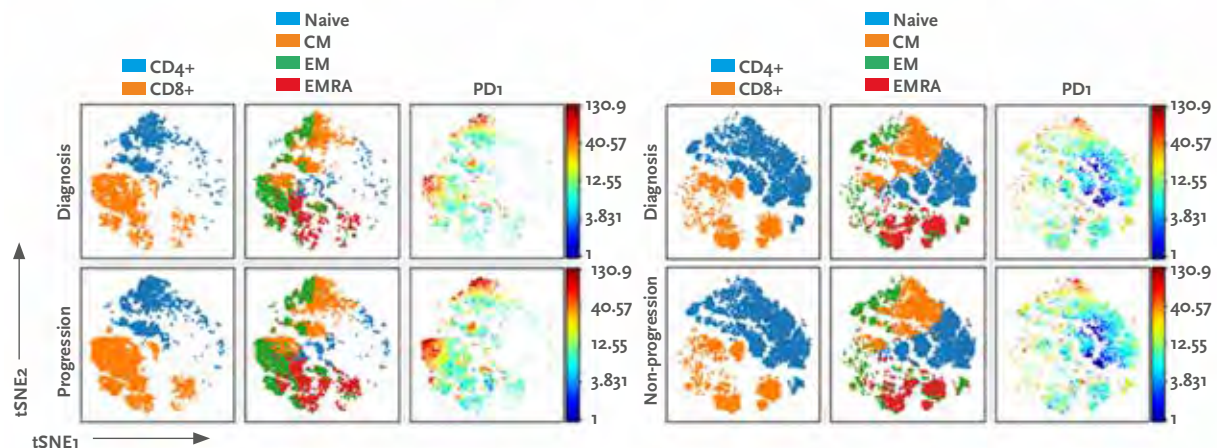 Naive
CM
EM
EMRA
CD4+
CD8+
PD1
Naive
CM
EM
EMRA
CD4+
CD8+
PD1
Diagnosis
130.9
40.57
12.55
3.831
1
Diagnosis
130.9
40.57
12.55
3.831
1
Progression
130.9
40.57
12.55
3.831
1
Non-progression
130.9
40.57
12.55
3.831
1
tSNE2
tSNE1